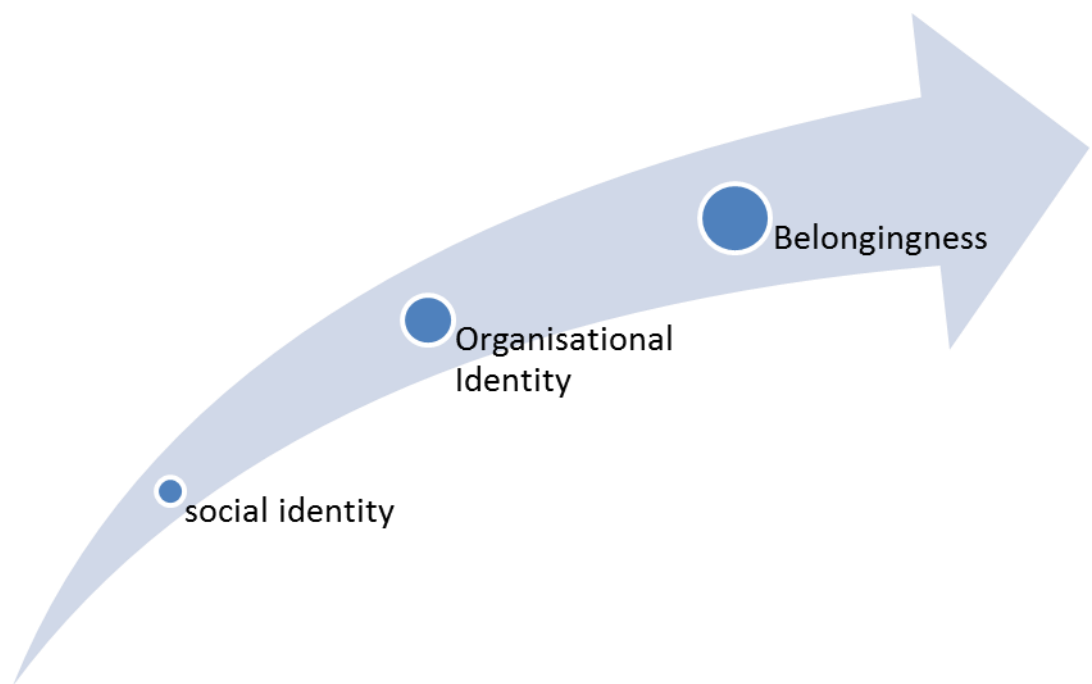 Belongingness
Organisational
Identity
social identity